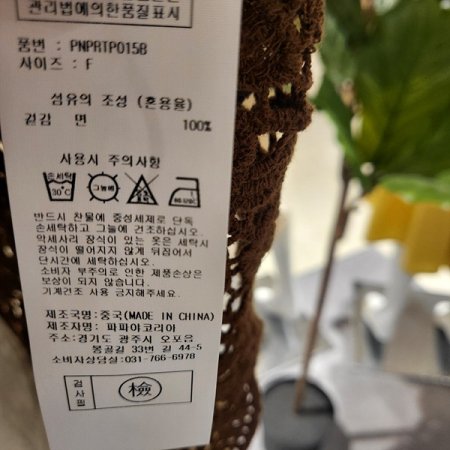 관리법에의한품질표시
품번 : PNPRTP015B
사이즈 : F
섬유의 조성 (혼용율)
겉감 면 100%
사용시 주의사항
손세탁
30℃ 그늘에
반드시 찬물에 중성세제로 단독
손세탁하고 그늘에 건조하십시오.
악세사리 장식이 있는 옷은 세탁시
장식이 떨어지지 않게 뒤집어서
단시간에 세탁하십시오.
소비자 부주의로 인한 제품손상은
보상이 되지 않습니다.
기계건조 사용 금지해주세요.
제조국명:중국(MADE IN CHINA)
제조자명: 파파야코리아
주소:경기도 광주시 오포읍
봉골길 33번 길 44-5
소비자상담실:031-766-6978
검사필 檢